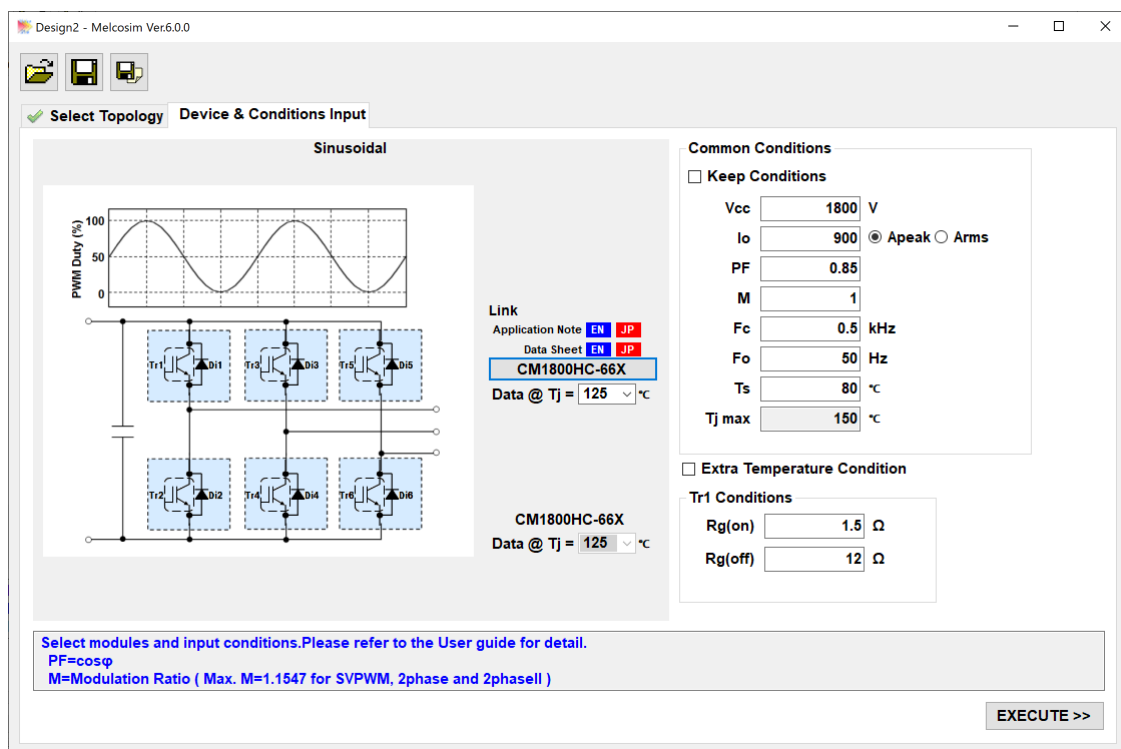 Design2 - Melcosim Ver.6.0.0
Select Topology
Device & Conditions Input
Sinusoidal
PWM Duty (%)
100
50
0
Tr1
Di1
Tr3
Di3
Tr5
Di5
Tr2
Di2
Tr4
Di4
Tr6
Di6
Link
Application Note EN JP
Data Sheet EN JP
CM1800HC-66X
Data @ Tj = 125 °C
CM1800HC-66X
Data @ Tj = 125 °C
Common Conditions
Keep Conditions
Vcc 1800 V
Io 900 Apeak Arms
PF 0.85
M 1
Fc 0.5 kHz
Fo 50 Hz
Ts 80 °C
Tj max 150 °C
Extra Temperature Condition
Tr1 Conditions
Rg(on) 1.5 Ω
Rg(off) 12 Ω
Select modules and input conditions.Please refer to the User guide for detail.
PF=cosφ
M=Modulation Ratio ( Max. M=1.1547 for SVPWM, 2phase and 2phaseII )
EXECUTE >>